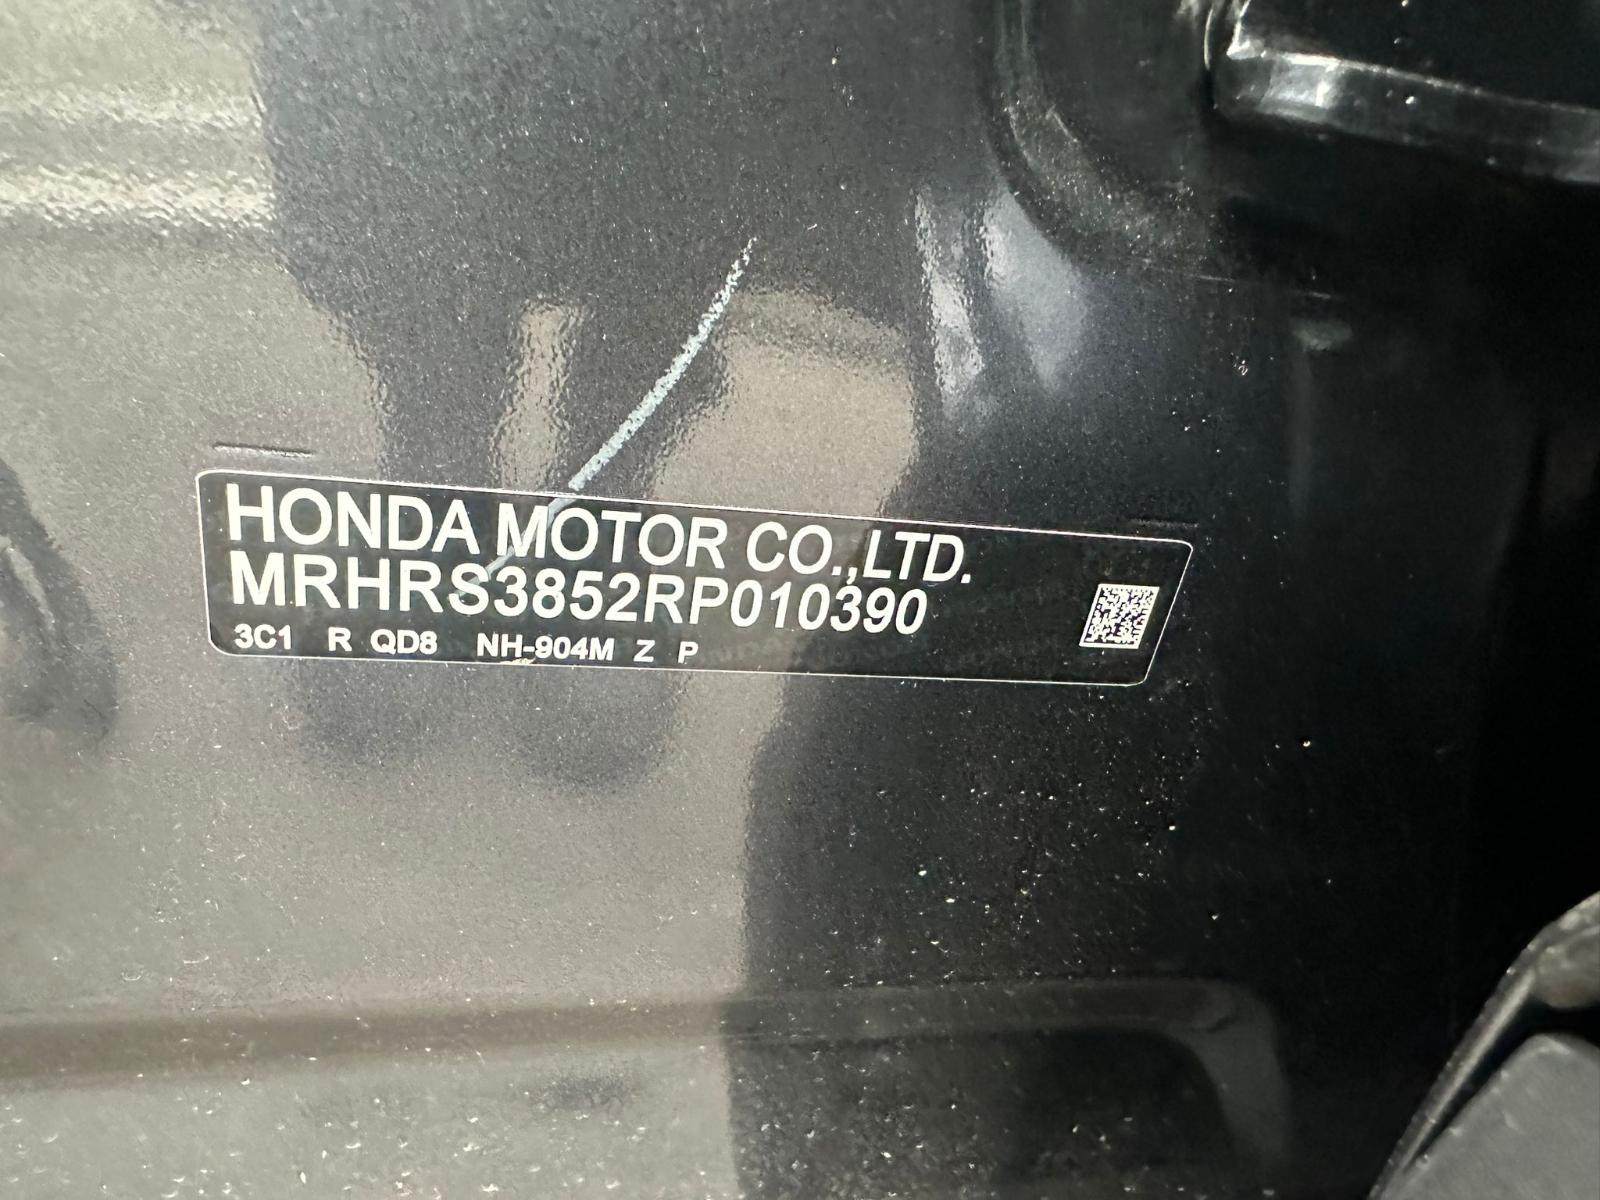 HONDA MOTOR CO.,LTD.
MRHRS3852RP010390
3C1 R QD8 NH-904M Z P